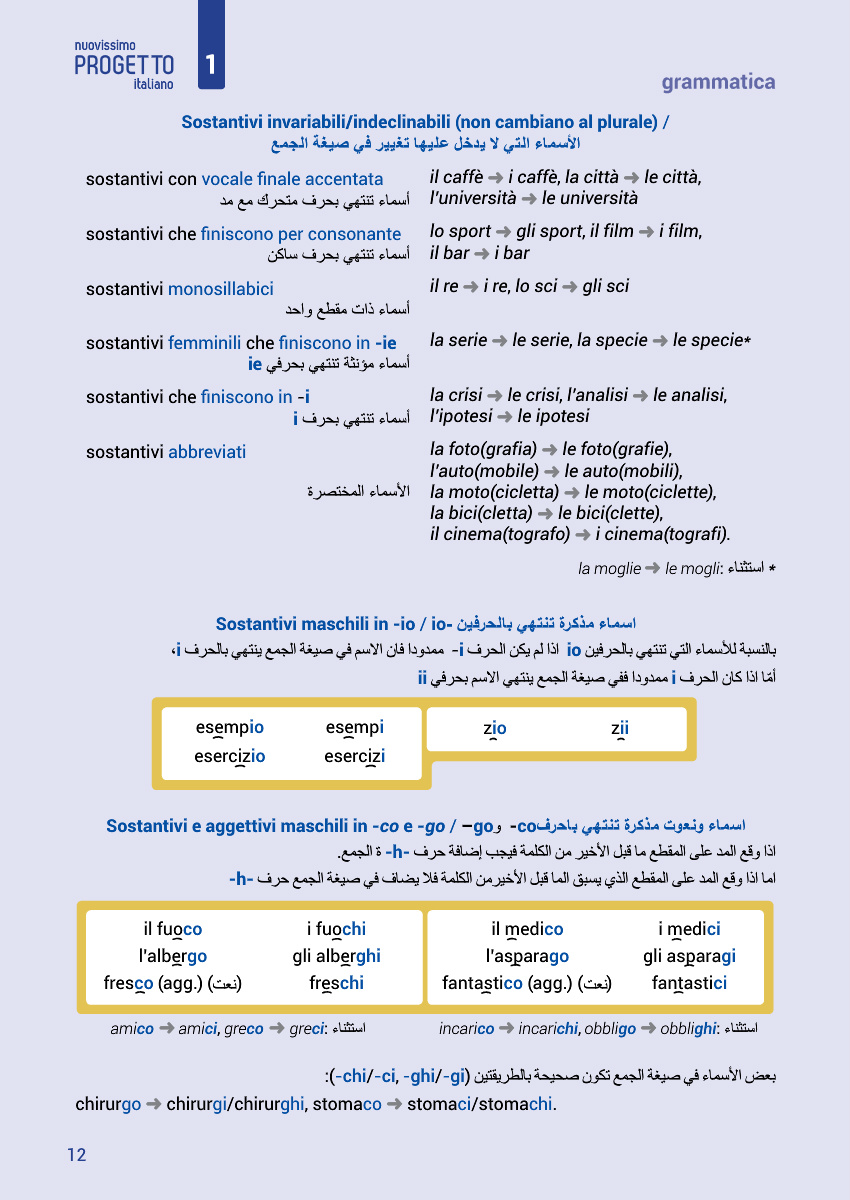 nuovissimo
PROGETTO
italiano
1
grammatica
Sostantivi invariabili/indeclinabili (non cambiano al plurale) /
الأسماء التي لا يدخل عليها تغيير في صيغة الجمع
sostantivi con vocale finale accentata
أسماء تنتهي بحرف متحرك مع مد
il caffè ➜ i caffè, la città ➜ le città,
l'università ➜ le università
sostantivi che finiscono per consonante
أسماء تنتهي بحرف ساكن
lo sport ➜ gli sport, il film ➜ i film,
il bar ➜ i bar
sostantivi monosillabici
أسماء ذات مقطع واحد
il re ➜ i re, lo sci ➜ gli sci
sostantivi femminili che finiscono in -ie
أسماء مؤنثة تنتهي بحرفي ie
la serie ➜ le serie, la specie ➜ le specie*
sostantivi che finiscono in -i
أسماء تنتهي بحرف i
la crisi ➜ le crisi, l'analisi ➜ le analisi,
l'ipotesi ➜ le ipotesi
sostantivi abbreviati
الأسماء المختصرة
la foto(grafia) ➜ le foto(grafie),
l'auto(mobile) ➜ le auto(mobili),
la moto(cicletta) ➜ le moto(ciclette),
la bici(cletta) ➜ le bici(clette),
il cinema(tografo) ➜ i cinema(tografi).
* استثناء: la moglie ➜ le mogli
Sostantivi maschili in -io / io- اسماء مذكرة تنتهي بالحرفين
بالنسبة للأسماء التي تنتهي بالحرفين io اذا لم يكن الحرف i- ممدودا فان الاسم في صيغة الجمع ينتهي بالحرف i،
أمّا اذا كان الحرف i ممدودا ففي صيغة الجمع ينتهي الاسم بحرفي ii
esempio esempi zio zii
esercizio esercizi
Sostantivi e aggettivi maschili in -co e -go / اسماء ونعوت مذكرة تنتهي باحرف-co و –go
اذا وقع المد على المقطع ما قبل الأخير من الكلمة فيجب إضافة حرف -h- ة الجمع.
اما اذا وقع المد على المقطع الذي يسبق الما قبل الأخيرمن الكلمة فلا يضاف في صيغة الجمع حرف -h-
il fuoco i fuochi il medico i medici
l'albergo gli alberghi l'asparago gli asparagi
fresco (agg.) (نعت) freschi fantastico (agg.) (نعت) fantastici
amico ➜ amici, greco ➜ greci: استثناء incarico ➜ incarichi, obbligo ➜ obblighi: استثناء
بعض الأسماء في صيغة الجمع تكون صحيحة بالطريقتين (-chi/-ci, -ghi/-gi):
chirurgo ➜ chirurgi/chirurghi, stomaco ➜ stomaci/stomachi.
12